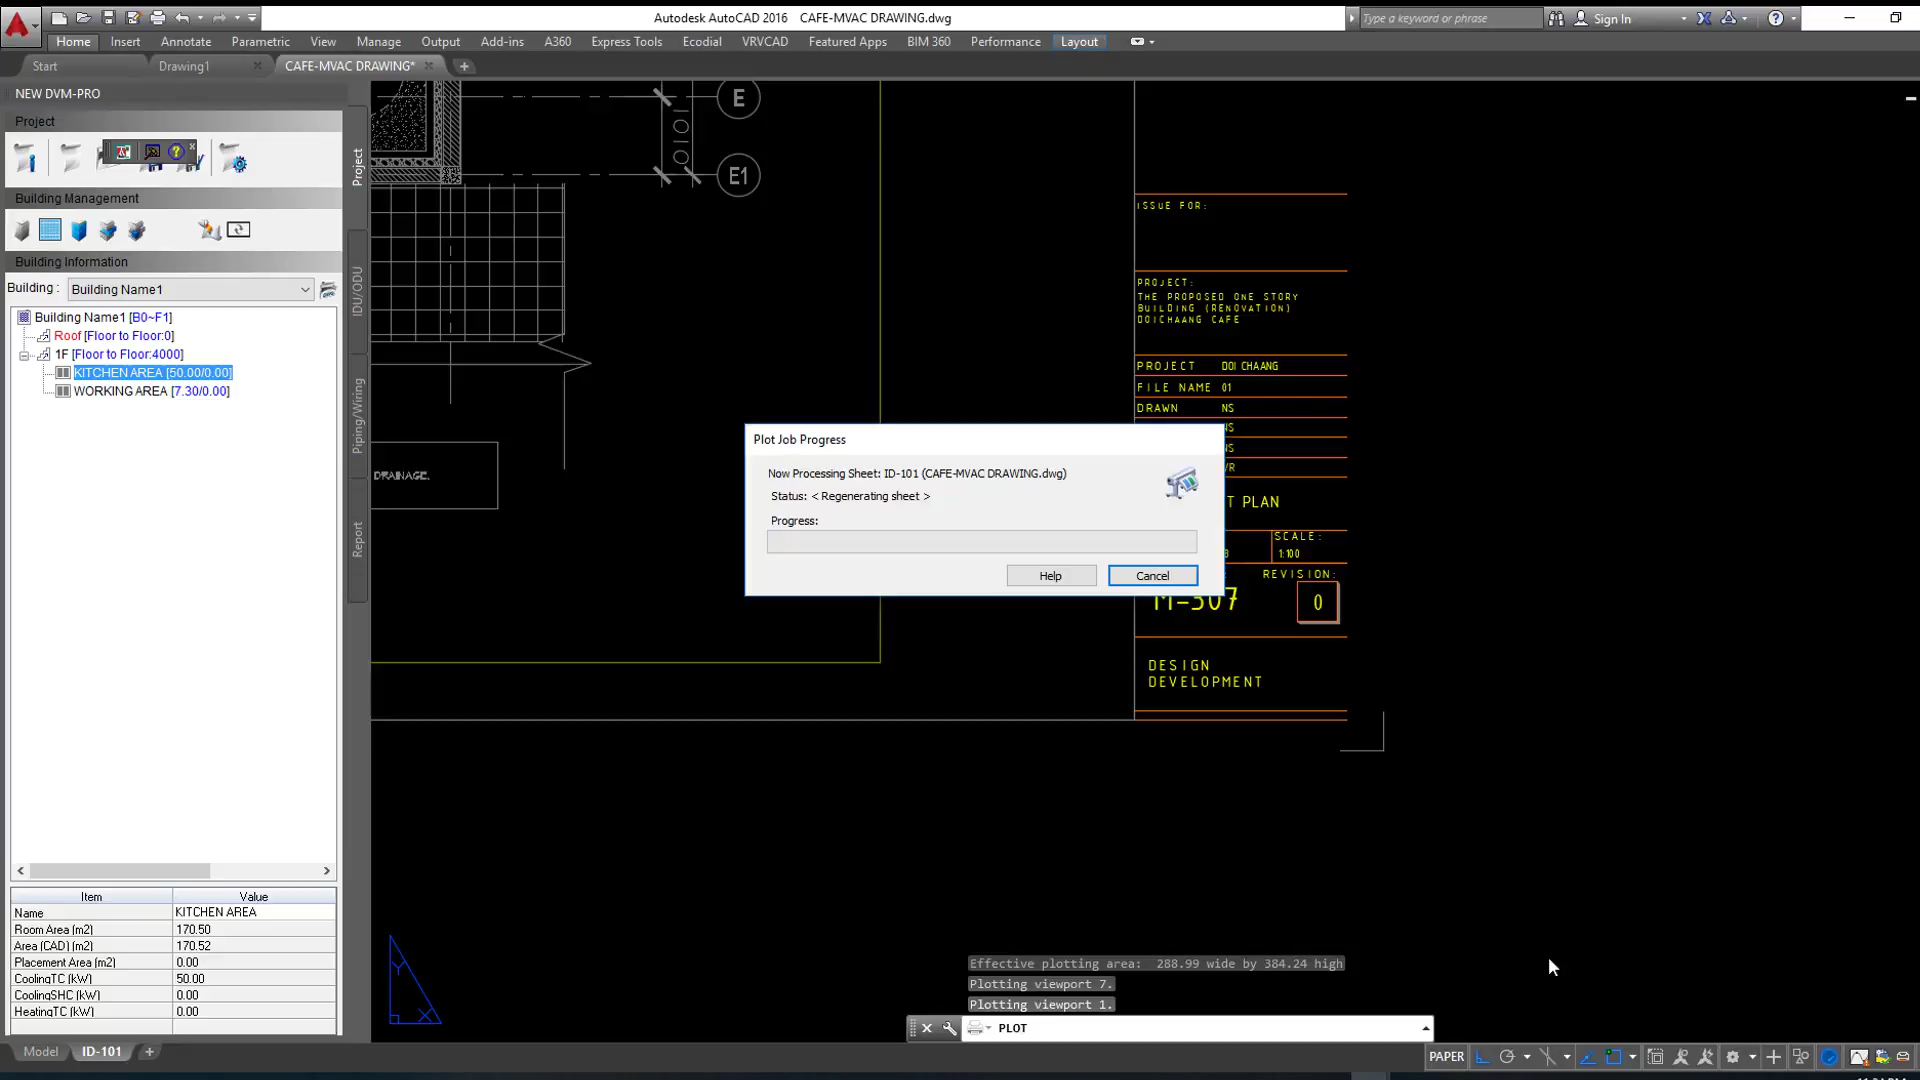 Autodesk AutoCAD 2016 CAFE-MVAC DRAWING.dwg
Type a keyword or phrase
Sign In
Home Insert Annotate Parametric View Manage Output Add-ins A360 Express Tools Ecodial VRVCAD Featured Apps BIM 360 Performance Layout
Start Drawing1 CAFE-MVAC DRAWING*
NEW DVM-PRO
Project
Building Management
Building Information
Building : Building Name1
Building Name1 [B0~F1]
Roof [Floor to Floor:0]
1F [Floor to Floor:4000]
KITCHEN AREA [50.00/0.00]
WORKING AREA [7.30/0.00]
Item Value
Name KITCHEN AREA
Room Area (m2) 170.50
Area (CAD) (m2) 170.52
Placement Area (m2) 0.00
CoolingTC (kW) 50.00
CoolingSHC (kW) 0.00
HeatingTC (kW) 0.00
Project
IDU/ODU
Piping/Wiring
Report
E
1010
E1
DRAINAGE.
ISSUE FOR:
PROJECT:
THE PROPOSED ONE STORY
BUILDING (RENOVATION)
DOICHAANG CAFE
PROJECT DOI CHAANG
FILE NAME 01
DRAWN NS
NS
NS
/R
T PLAN
SCALE:
1:100
REVISION:
M-307 0
DESIGN
DEVELOPMENT
Plot Job Progress
Now Processing Sheet: ID-101 (CAFE-MVAC DRAWING.dwg)
Status: < Regenerating sheet >
Progress:
Help Cancel
Y
X
Effective plotting area: 288.99 wide by 384.24 high
Plotting viewport 7.
Plotting viewport 1.
PLOT
Model ID-101
PAPER